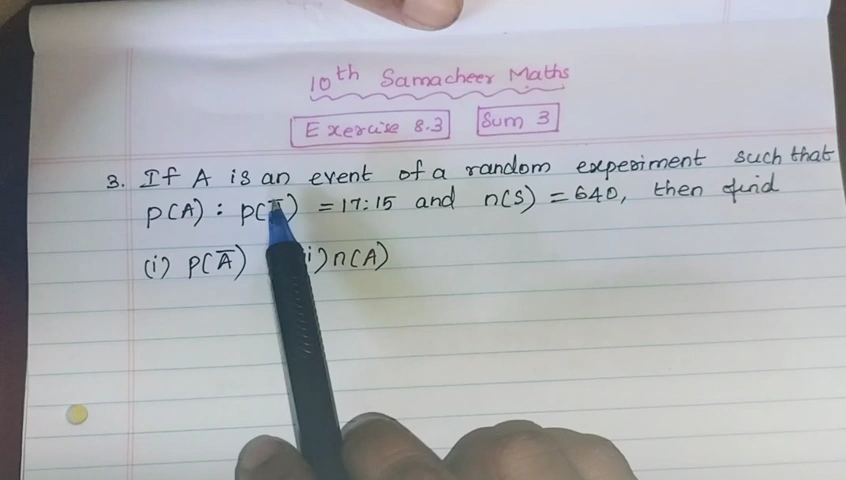 10th Samacheer Maths
Exercise 8.3 Sum 3
3. If A is an event of a random experiment such that
P(A) : P(Ā) = 17:15 and n(S) = 640, then find
(i) P(Ā) i) n(A)